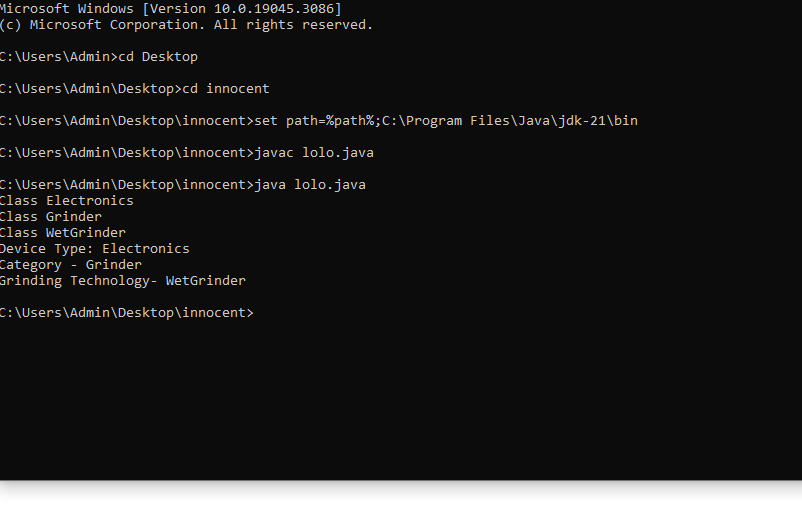 Microsoft Windows [Version 10.0.19045.3086]
(c) Microsoft Corporation. All rights reserved.
C:\Users\Admin>cd Desktop
C:\Users\Admin\Desktop>cd innocent
C:\Users\Admin\Desktop\innocent>set path=%path%;C:\Program Files\Java\jdk-21\bin
C:\Users\Admin\Desktop\innocent>javac lolo.java
C:\Users\Admin\Desktop\innocent>java lolo.java
Class Electronics
Class Grinder
Class WetGrinder
Device Type: Electronics
Category - Grinder
Grinding Technology- WetGrinder
C:\Users\Admin\Desktop\innocent>